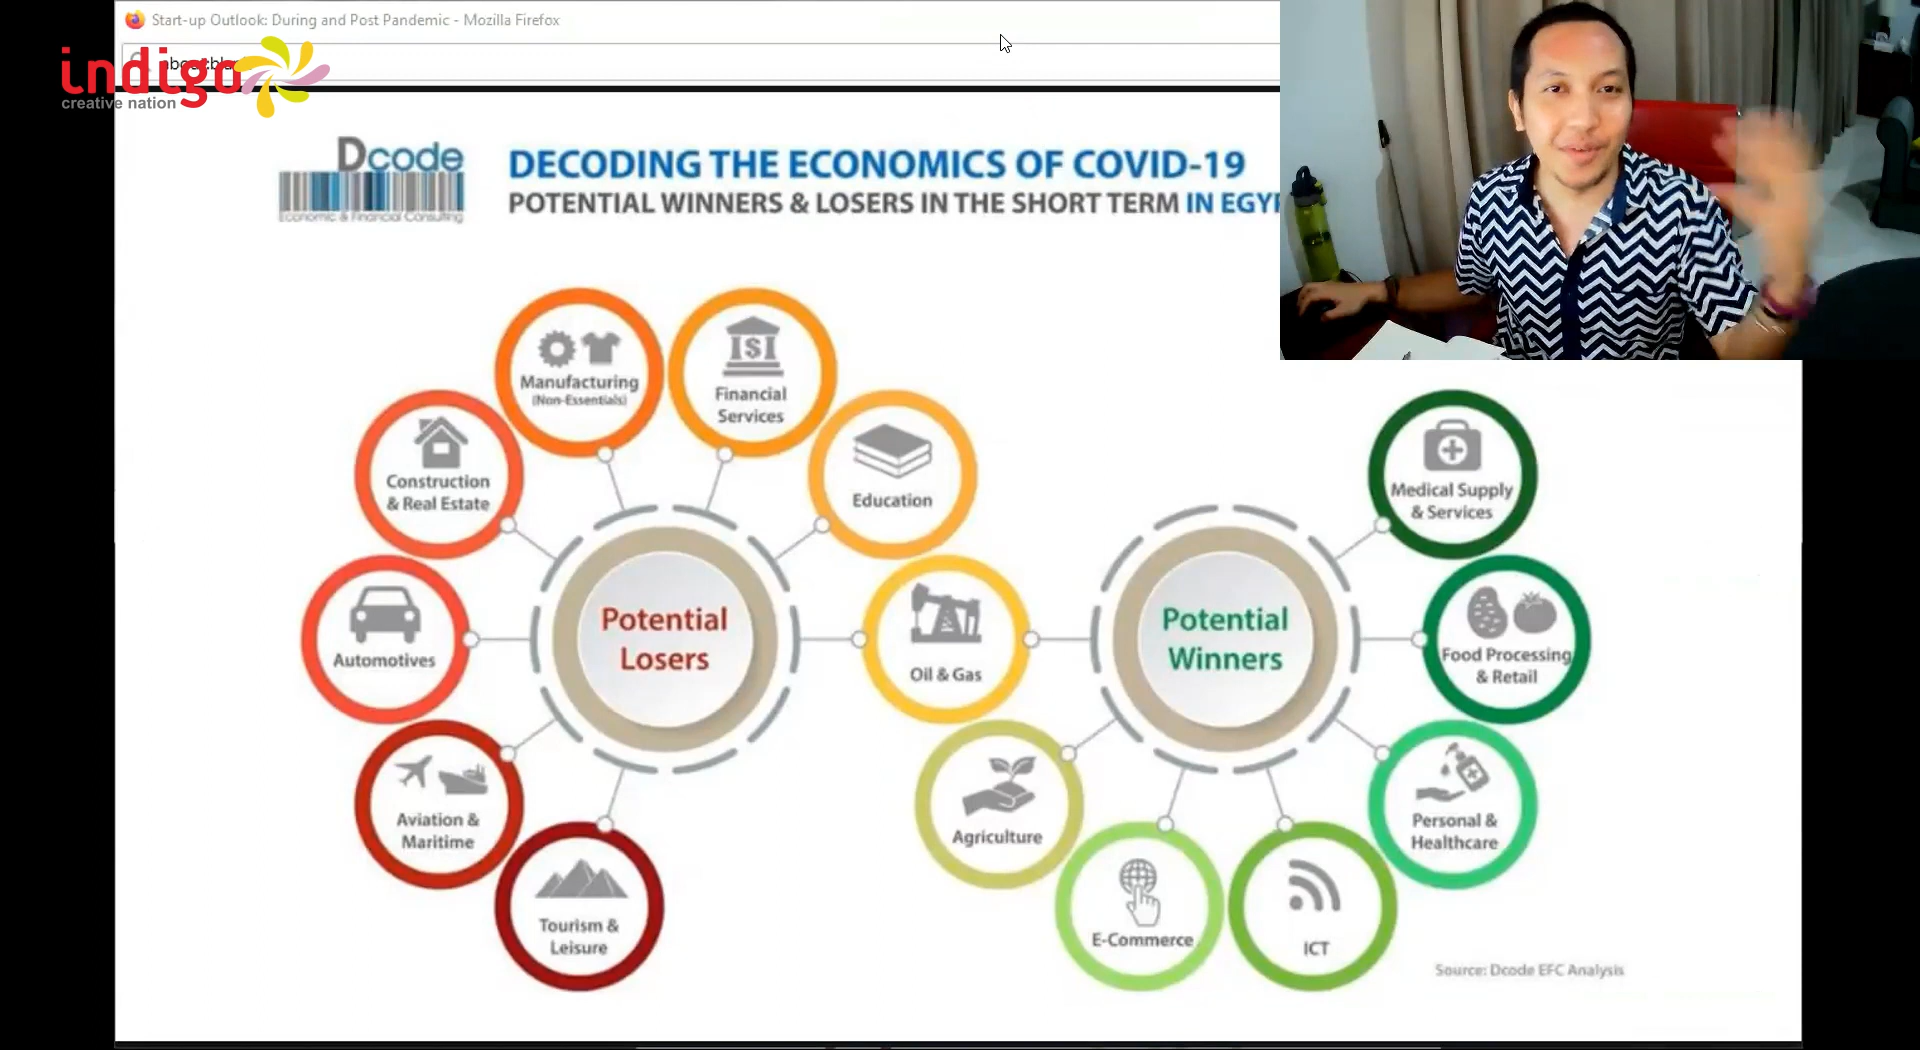 Start-up Outlook: During and Post Pandemic - Mozilla Firefox
indigo
creative nation
Dcode
Economic & Financial Consulting
DECODING THE ECONOMICS OF COVID-19
POTENTIAL WINNERS & LOSERS IN THE SHORT TERM IN
Manufacturing
(Non-Essentials)
Financial
Services
Construction
& Real Estate
Education
Medical Supply
& Services
Automotives
Potential
Losers
Oil & Gas
Potential
Winners
Food Processing
& Retail
Aviation &
Maritime
Agriculture
Personal &
Healthcare
Tourism &
Leisure
E-Commerce
ICT
Source: Dcode EFC Analysis